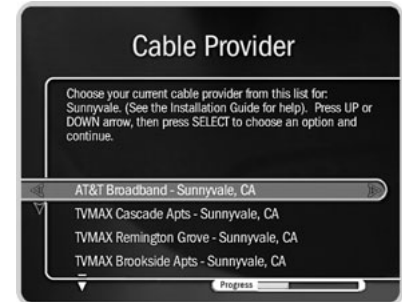 Cable Provider
Choose your current cable provider from this list for:
Sunnyvale. (See the Installation Guide for help). Press UP or
DOWN arrow, then press SELECT to choose an option and
continue.
AT&T Broadband - Sunnyvale, CA
TVMAX Cascade Apts - Sunnyvale, CA
TVMAX Remington Grove - Sunnyvale, CA
TVMAX Brookside Apts - Sunnyvale, CA
Progress